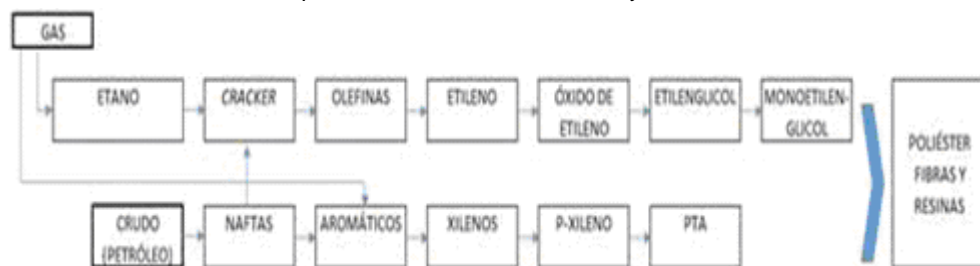 GAS
ETANO
CRACKER
OLEFINAS
ETILENO
ÓXIDO DE
ETILENO
ETILENGLICOL
MONOETILEN-
GLICOL
POLIÉSTER
FIBRAS Y
RESINAS
CRUDO
(PETRÓLEO)
NAFTAS
AROMÁTICOS
XILENOS
P-XILENO
PTA